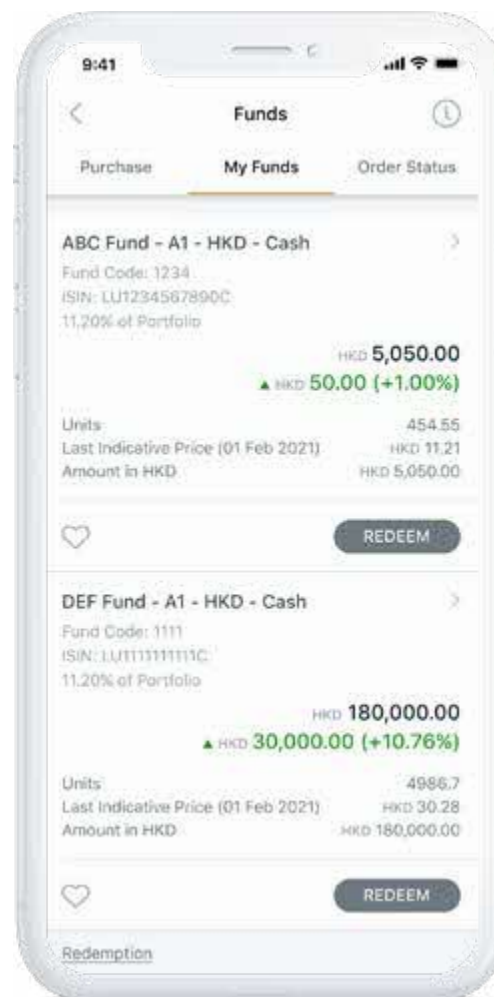 9:41
Funds
Purchase My Funds Order Status
ABC Fund - A1 - HKD - Cash
Fund Code: 1234
ISIN: LU1234567890C
11.20% of Portfolio
HKD 5,050.00
▲ HKD 50.00 (+1.00%)
Units 454.55
Last Indicative Price (01 Feb 2021) HKD 11.21
Amount in HKD HKD 5,050.00
REDEEM
DEF Fund - A1 - HKD - Cash
Fund Code: 1111
ISIN: LU1111111111C
11.20% of Portfolio
HKD 180,000.00
▲ HKD 30,000.00 (+10.76%)
Units 4986.7
Last Indicative Price (01 Feb 2021) HKD 30.28
Amount in HKD HKD 180,000.00
REDEEM
Redemption